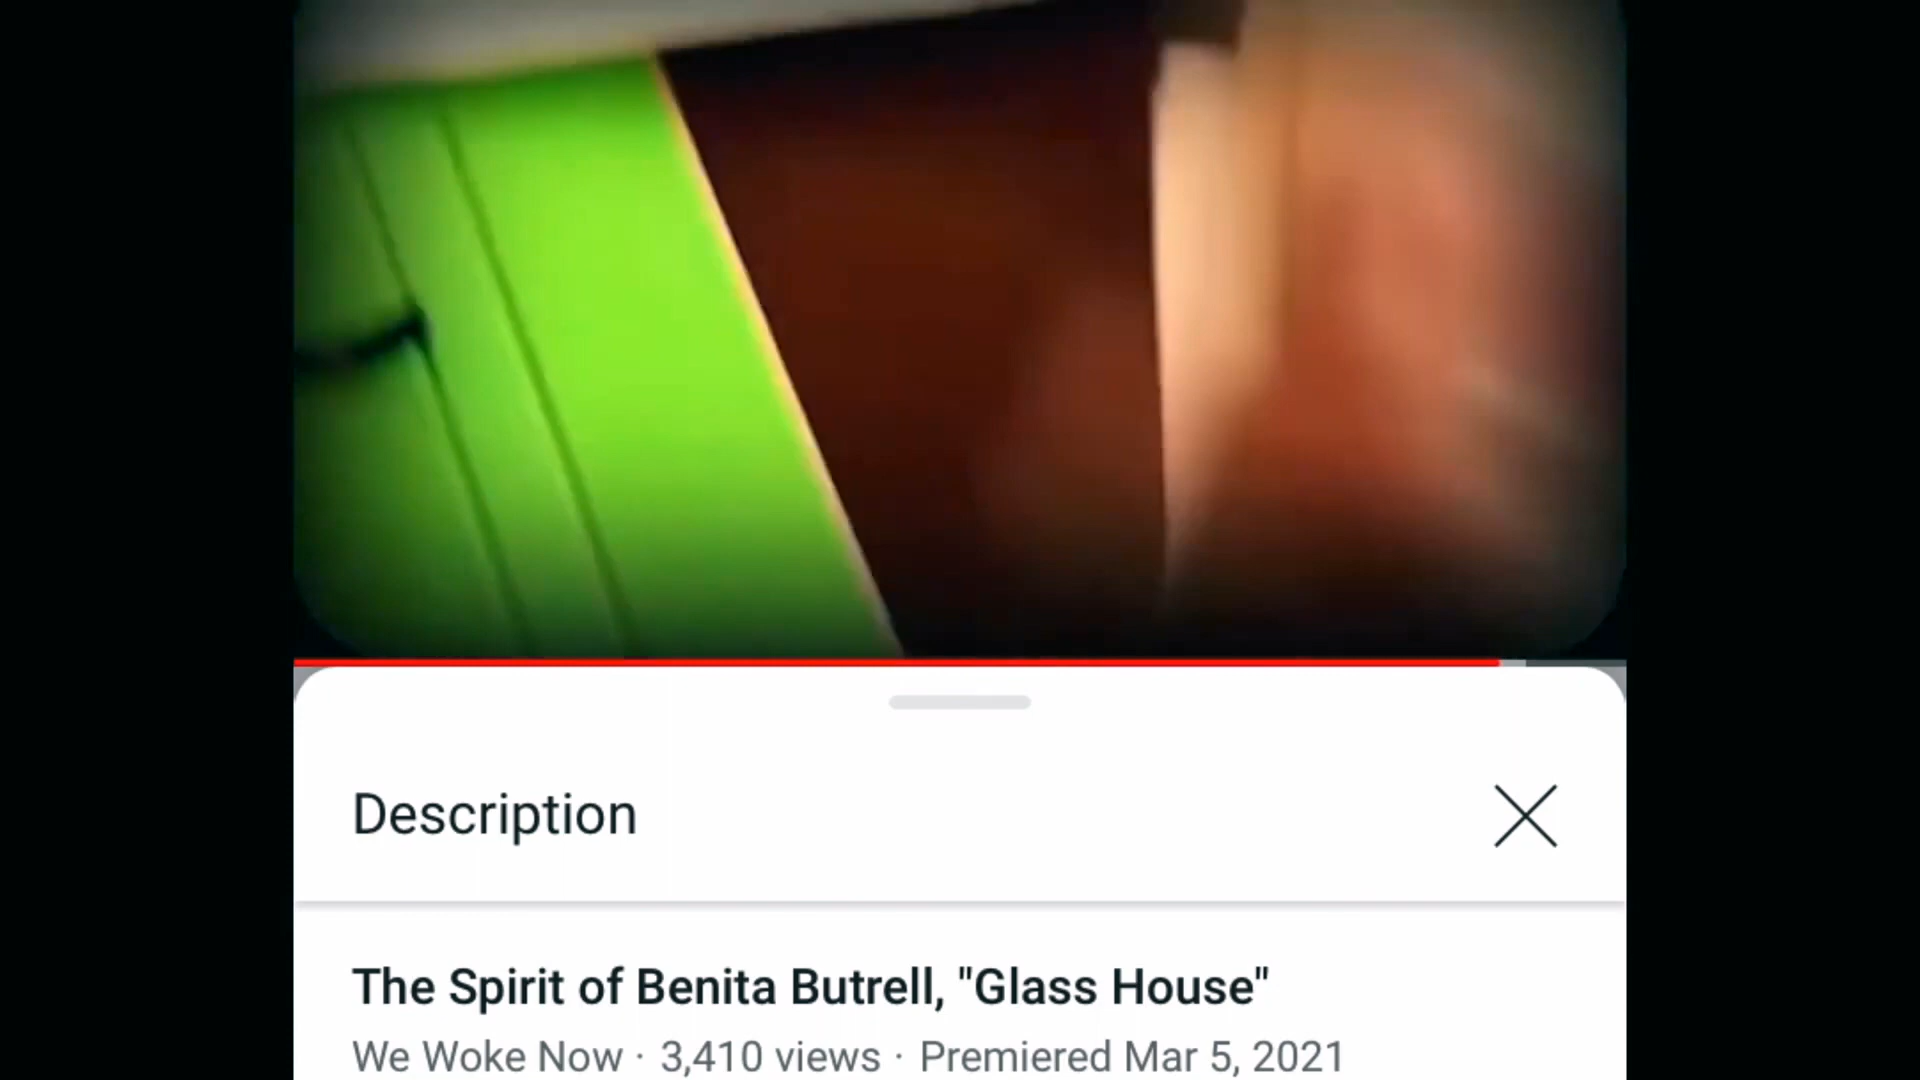 Description
The Spirit of Benita Butrell, "Glass House"
We Woke Now · 3,410 views · Premiered Mar 5, 2021